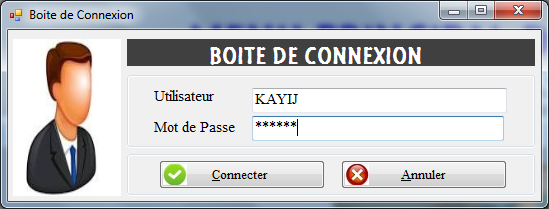 Boite de Connexion
BOITE DE CONNEXION
Utilisateur KAYIJ
Mot de Passe ******
Connecter Annuler